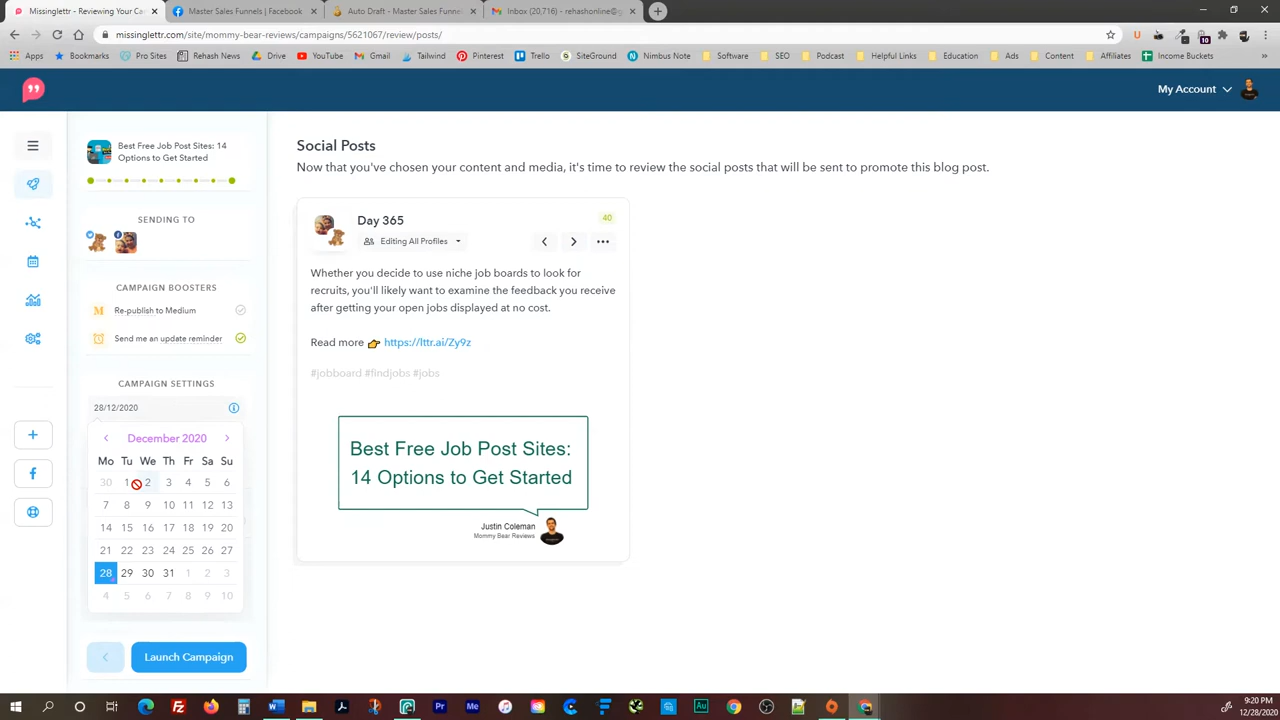 Missinglettr - Reviewing Your Ca
Master Sales Funnels | Facebook
Auto Draft - Master Sales Funne
Inbox (20,716) - rehashonline@g
missinglettr.com/site/mommy-bear-reviews/campaigns/5621067/review/posts/
Apps
Bookmarks
Pro Sites
Rehash News
Drive
YouTube
Gmail
Tailwind
Pinterest
Trello
SiteGround
Nimbus Note
Software
SEO
Podcast
Helpful Links
Education
Ads
Content
Affiliates
Income Buckets
My Account
Best Free Job Post Sites: 14
Options to Get Started
SENDING TO
CAMPAIGN BOOSTERS
Re-publish to Medium
Send me an update reminder
CAMPAIGN SETTINGS
28/12/2020
December 2020
Mo Tu We Th Fr Sa Su
30 1 2 3 4 5 6
7 8 9 10 11 12 13
14 15 16 17 18 19 20
21 22 23 24 25 26 27
28 29 30 31 1 2 3
4 5 6 7 8 9 10
Launch Campaign
Social Posts
Now that you've chosen your content and media, it's time to review the social posts that will be sent to promote this blog post.
Day 365
40
Editing All Profiles
Whether you decide to use niche job boards to look for
recruits, you'll likely want to examine the feedback you receive
after getting your open jobs displayed at no cost.
Read more 👉 https://lttr.ai/Zy9z
#jobboard #findjobs #jobs
Best Free Job Post Sites:
14 Options to Get Started
Justin Coleman
Mommy Bear Reviews
9:20 PM
12/28/2020